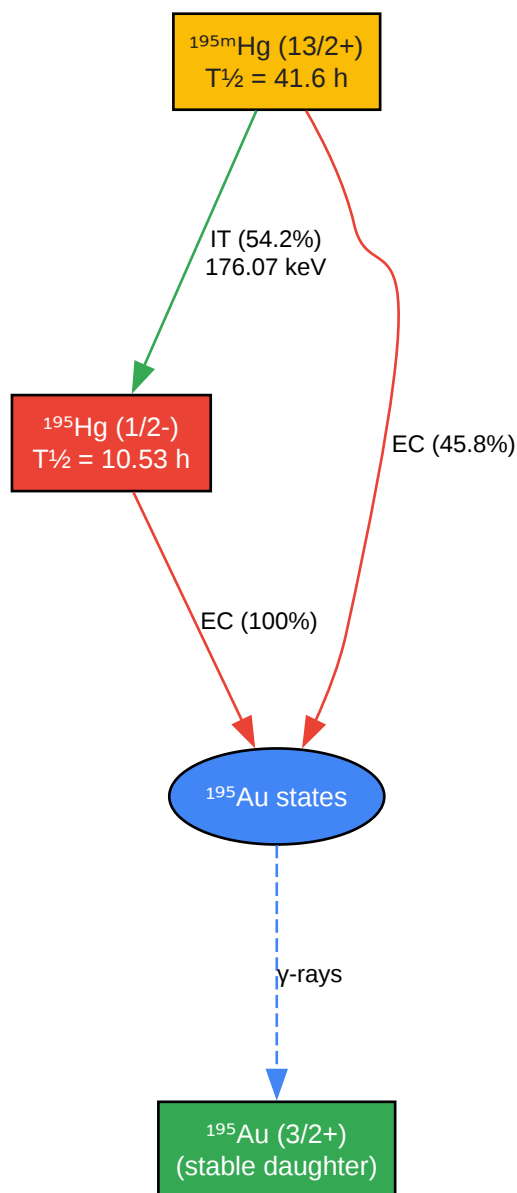 ¹⁹⁵ᵐHg (13/2+)
T½ = 41.6 h
IT (54.2%)
176.07 keV
¹⁹⁵Hg (1/2-)
T½ = 10.53 h
EC (45.8%)
EC (100%)
¹⁹⁵Au states
γ-rays
¹⁹⁵Au (3/2+)
(stable daughter)